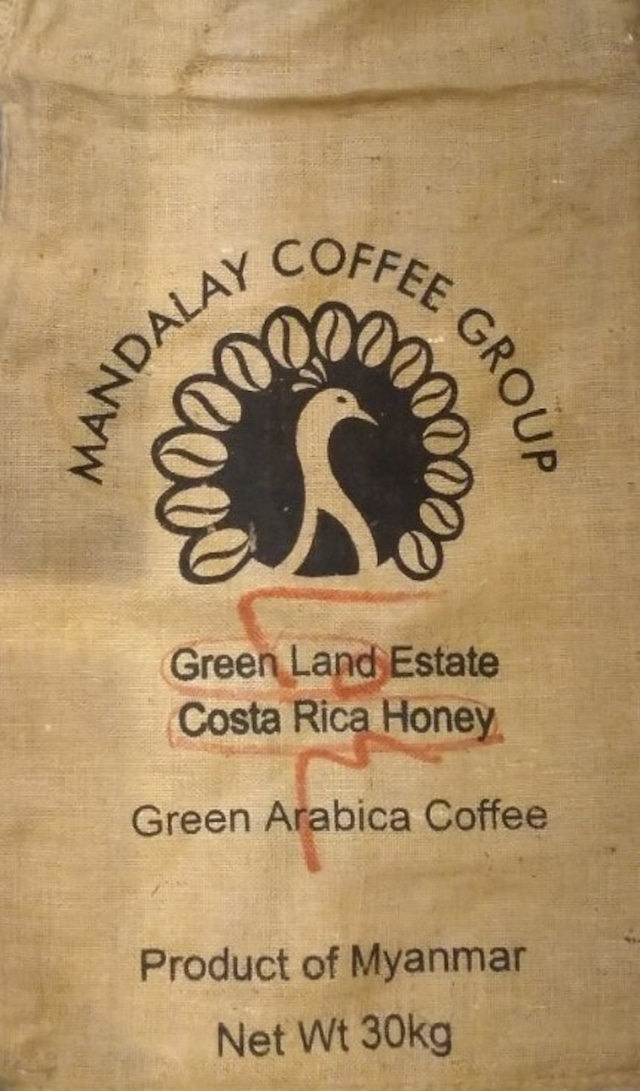 MANDALAY COFFEE GROUP
Green Land Estate
Costa Rica Honey
Green Arabica Coffee
Product of Myanmar
Net Wt 30kg